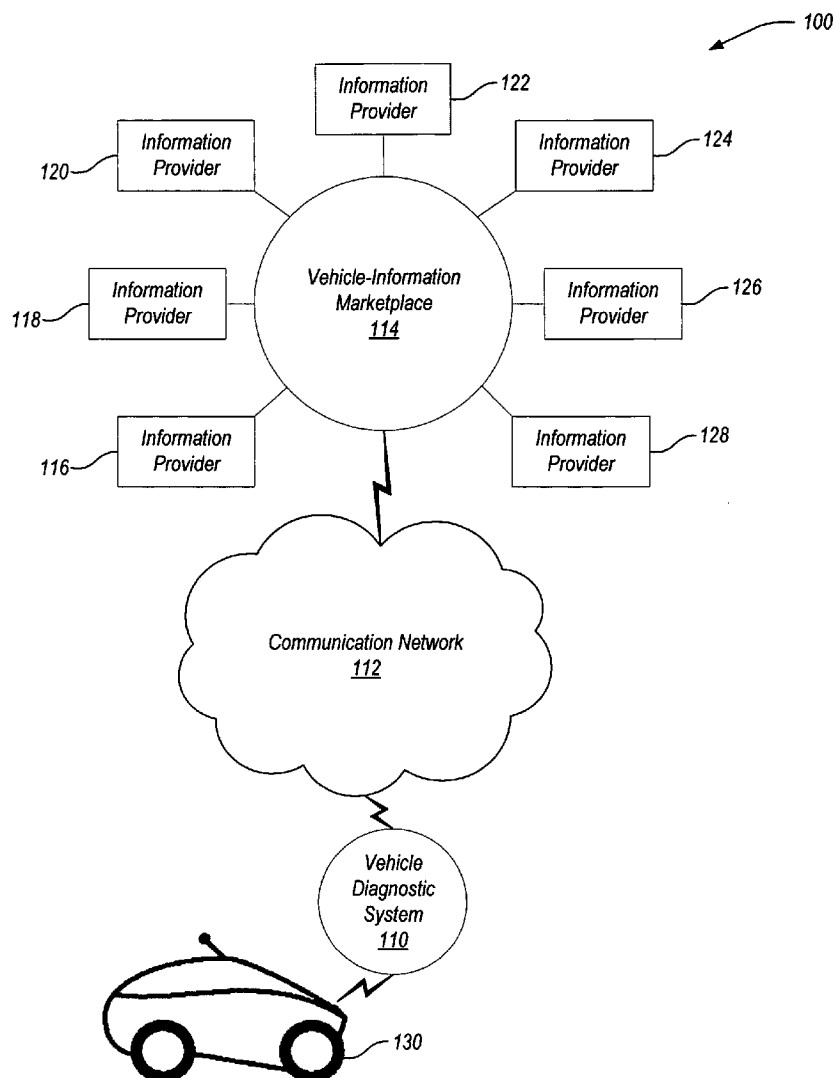 100
Information
Provider
122
Information
Provider
120
Information
Provider
124
Vehicle-Information
Marketplace
114
Information
Provider
118
Information
Provider
126
Information
Provider
116
Information
Provider
128
Communication Network
112
Vehicle
Diagnostic
System
110
130